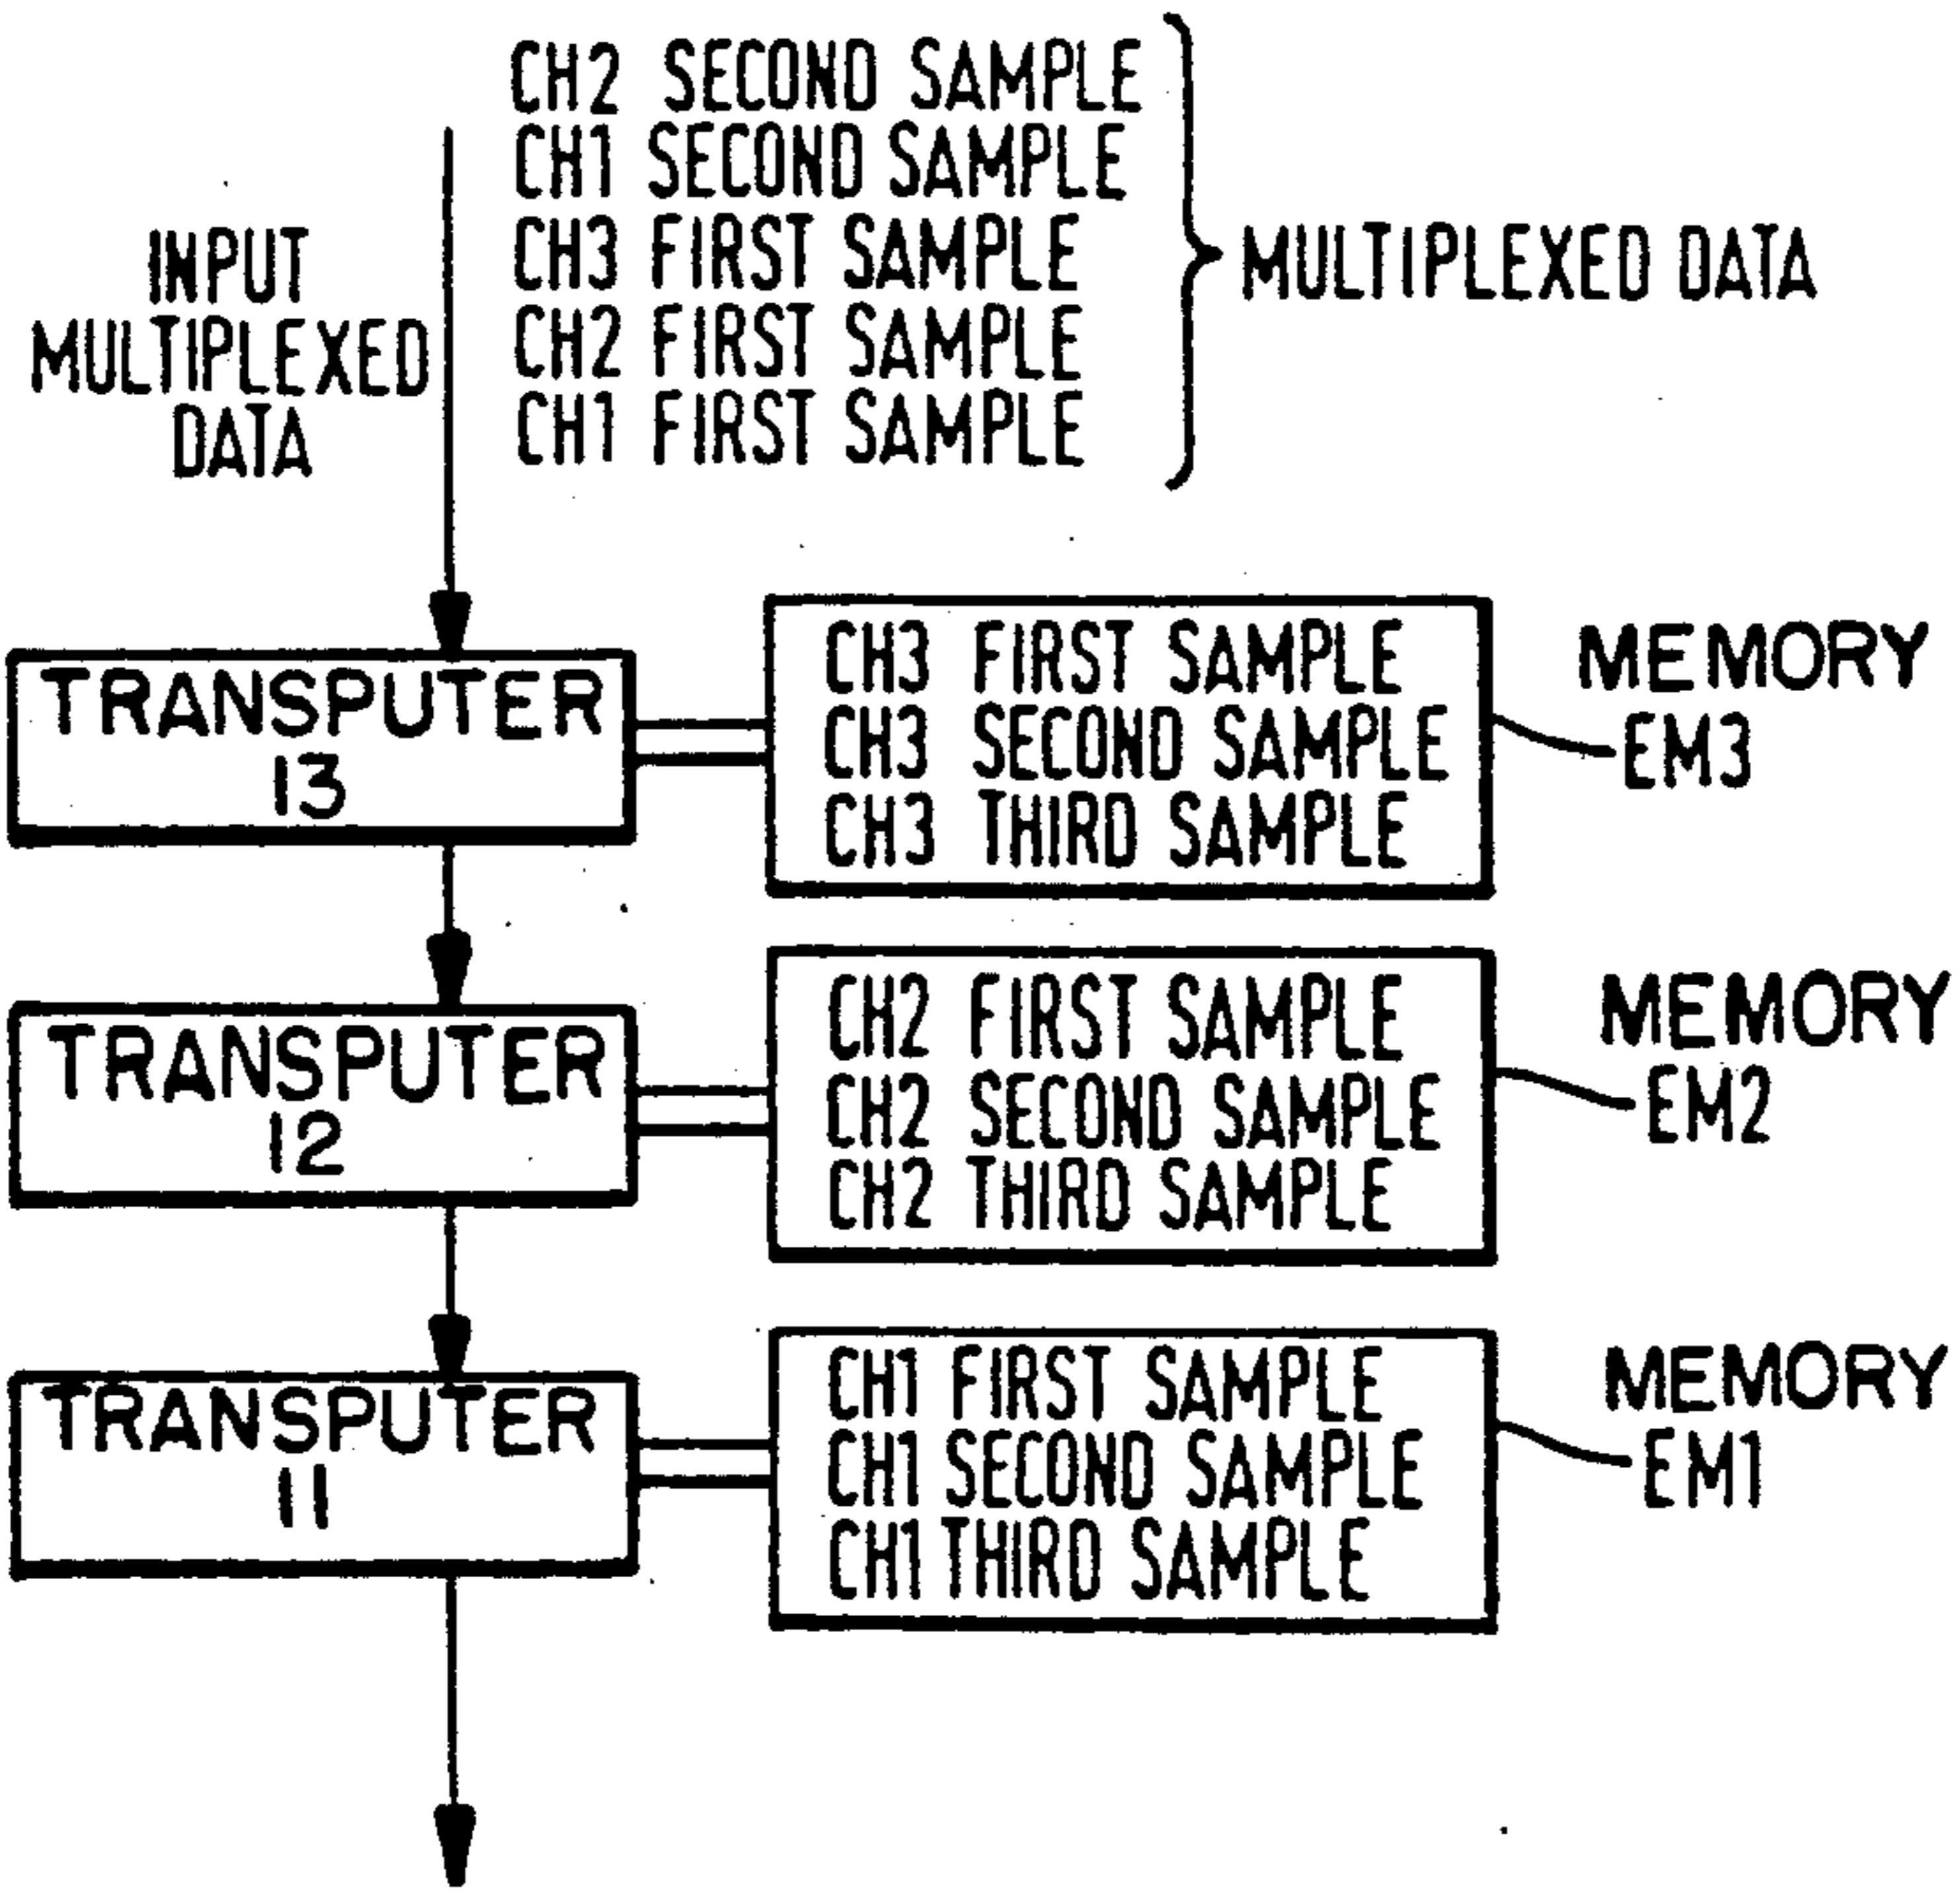 CH2 SECOND SAMPLE
CH1 SECOND SAMPLE
CH3 FIRST SAMPLE
CH2 FIRST SAMPLE
CH1 FIRST SAMPLE
MULTIPLEXED DATA
INPUT
MULTIPLEXED
DATA
TRANSPUTER
13
CH3 FIRST SAMPLE
CH3 SECOND SAMPLE
CH3 THIRD SAMPLE
MEMORY
EM3
TRANSPUTER
12
CH2 FIRST SAMPLE
CH2 SECOND SAMPLE
CH2 THIRD SAMPLE
MEMORY
EM2
TRANSPUTER
11
CH1 FIRST SAMPLE
CH1 SECOND SAMPLE
CH1 THIRD SAMPLE
MEMORY
EM1